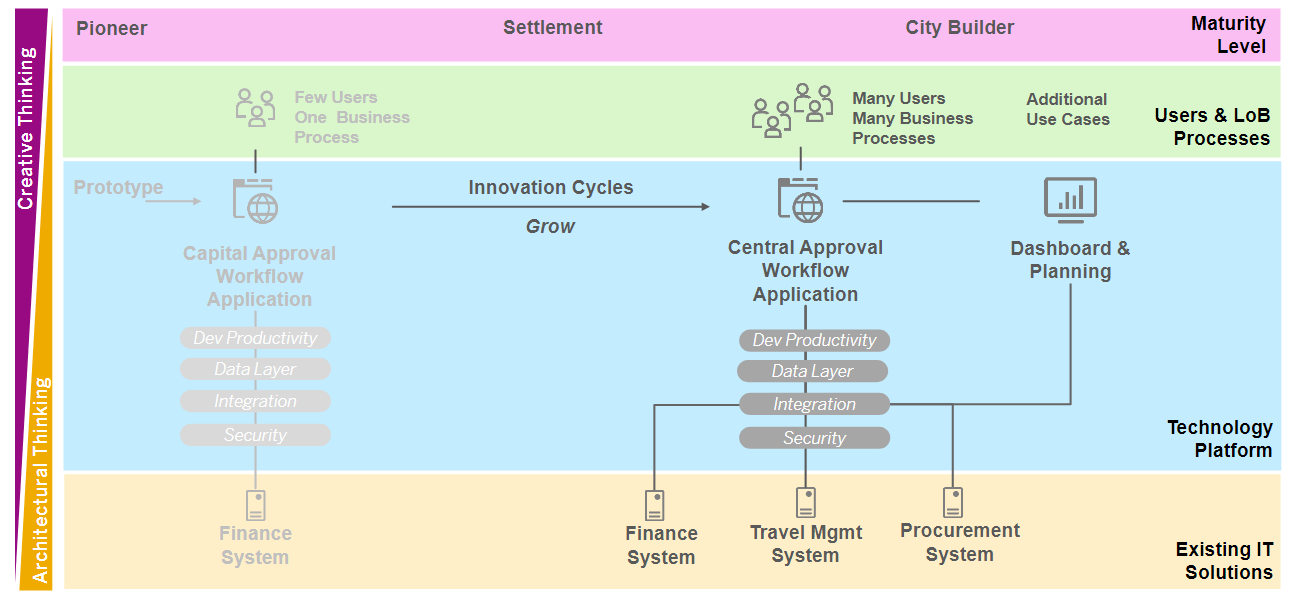 Creative Thinking
Architectural Thinking
Pioneer
Settlement
City Builder
Maturity
Level
Few Users
One Business
Process
Many Users
Many Business
Processes
Additional
Use Cases
Users & LoB
Processes
Prototype
Innovation Cycles
Grow
Capital Approval
Workflow
Application
Dev Productivity
Data Layer
Integration
Security
Central Approval
Workflow
Application
Dev Productivity
Data Layer
Integration
Security
Dashboard &
Planning
Technology
Platform
Finance
System
Finance
System
Travel Mgmt
System
Procurement
System
Existing IT
Solutions